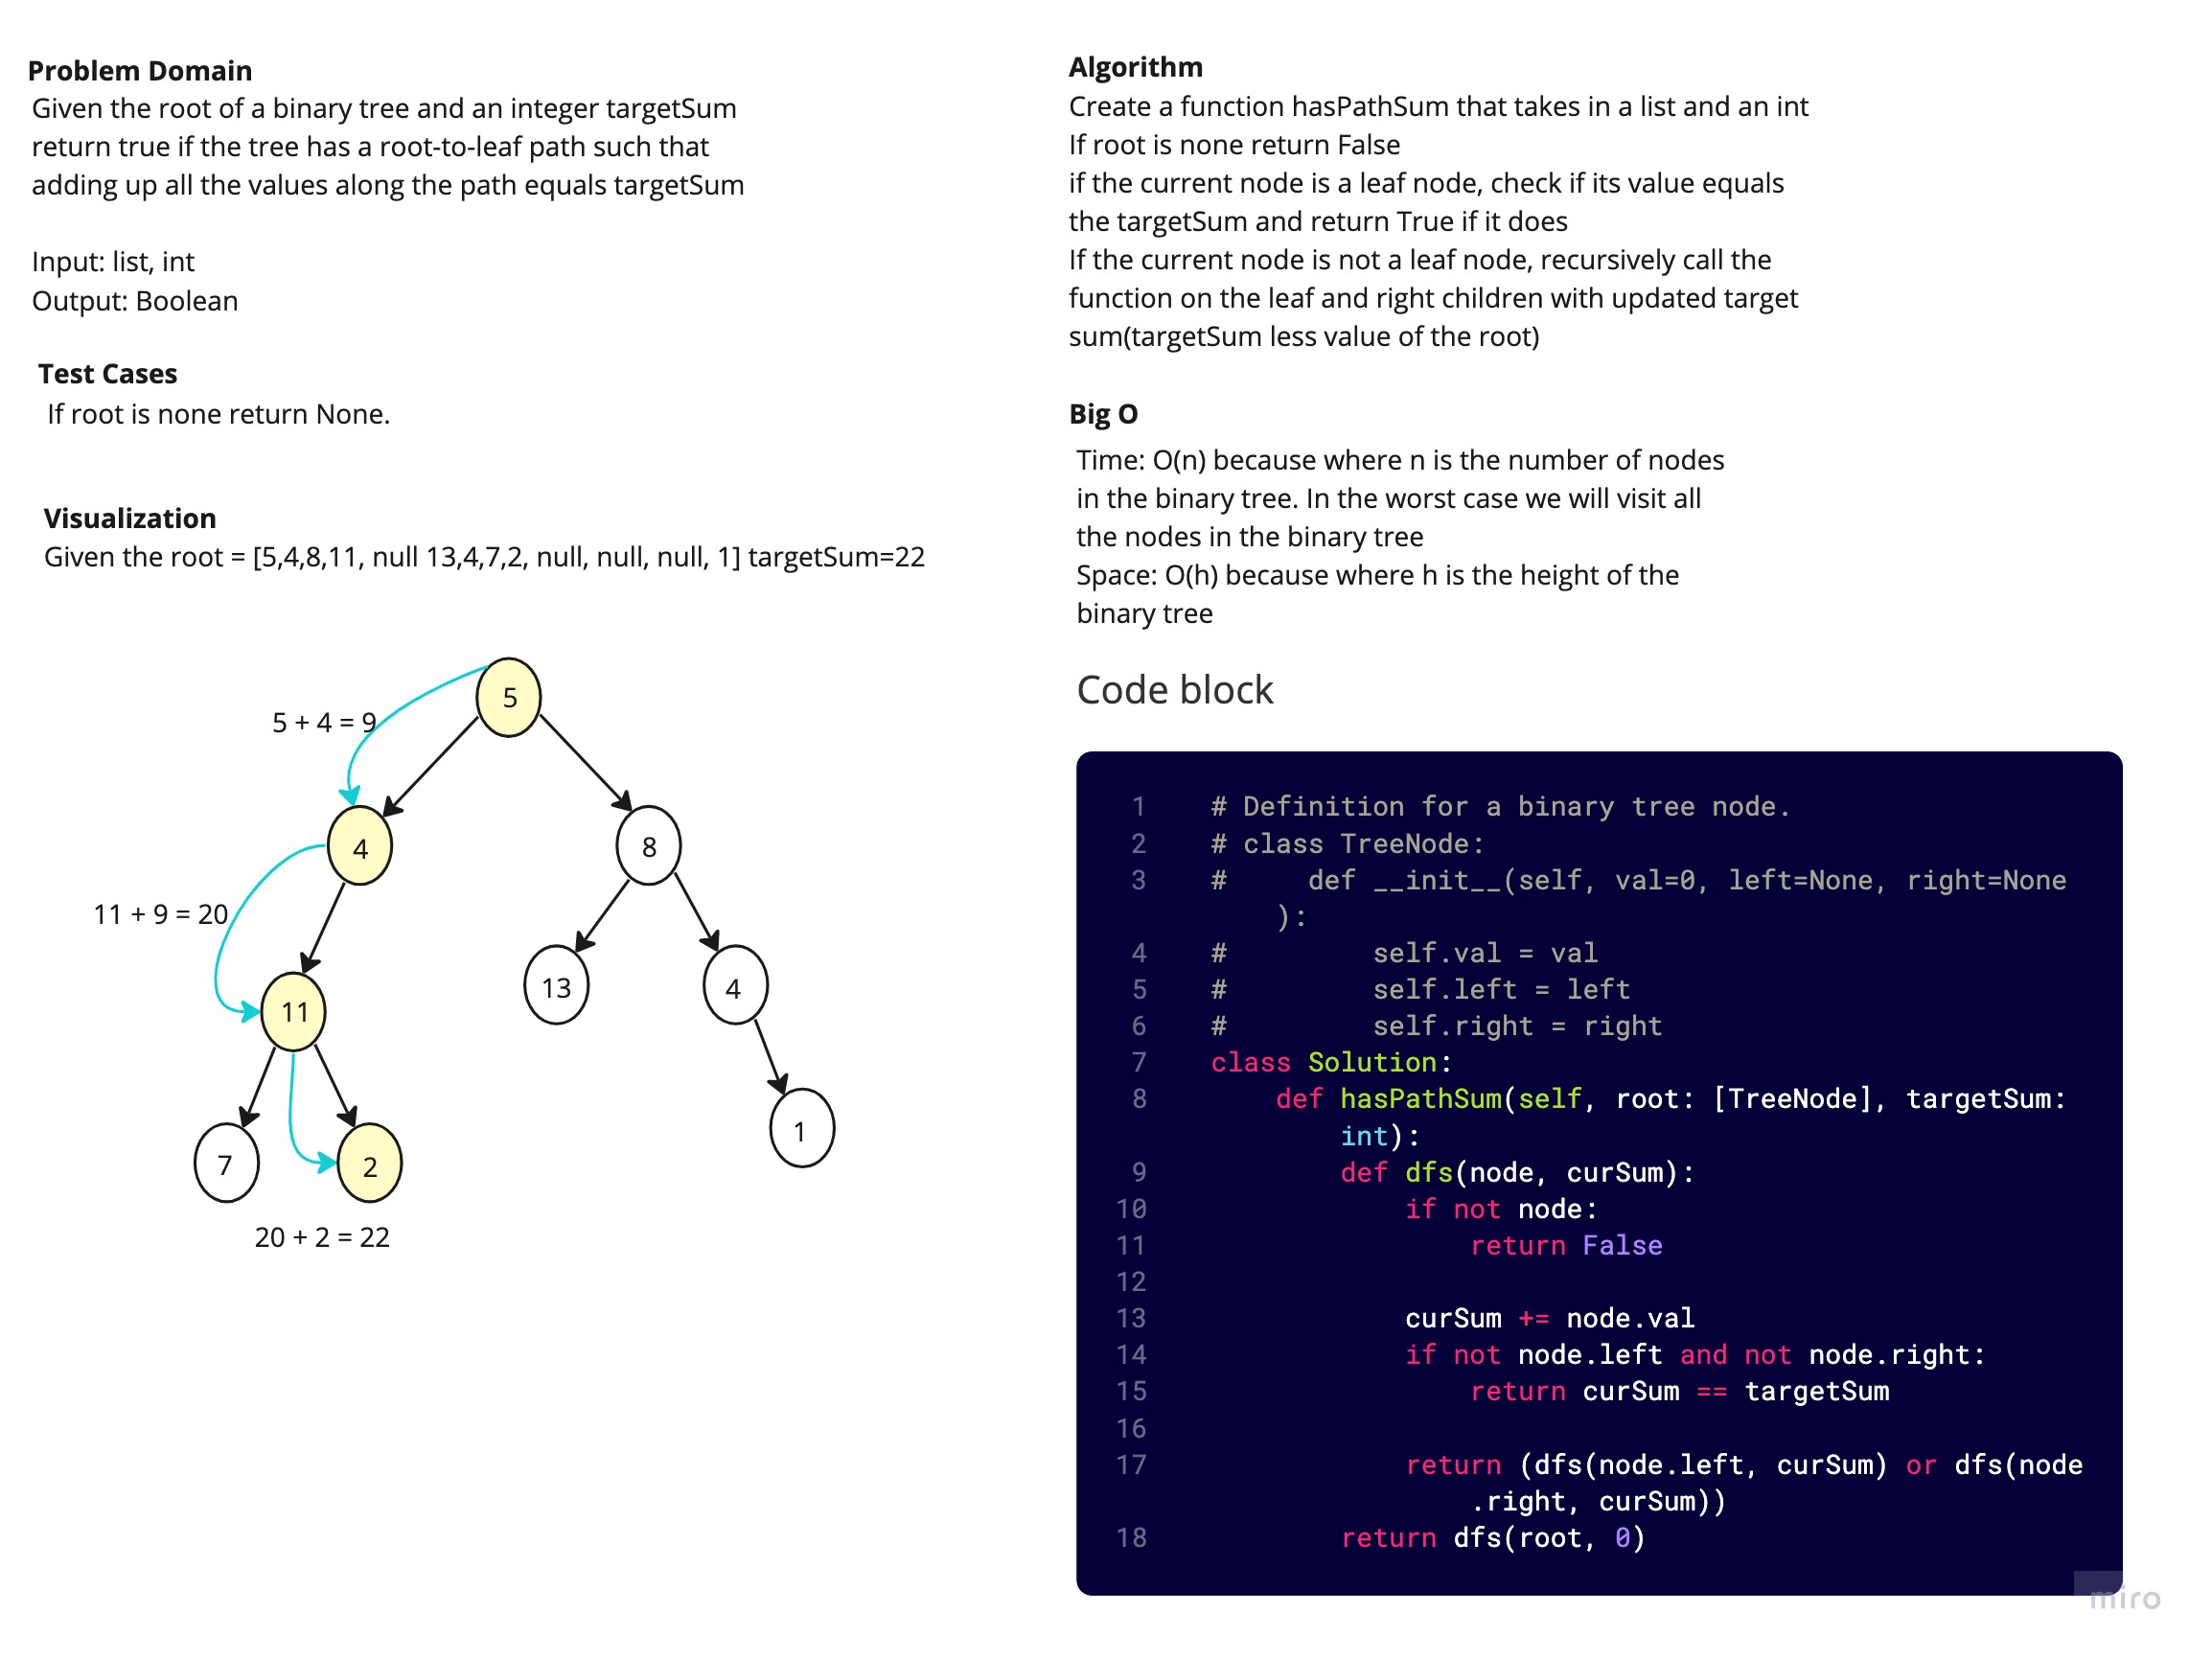 Problem Domain
Given the root of a binary tree and an integer targetSum
return true if the tree has a root-to-leaf path such that
adding up all the values along the path equals targetSum
Input: list, int
Output: Boolean
Test Cases
If root is none return None.
Visualization
Given the root = [5,4,8,11, null 13,4,7,2, null, null, null, 1] targetSum=22
5
5 + 4 = 9
4
8
11 + 9 = 20
13
4
11
1
7
2
20 + 2 = 22
Algorithm
Create a function hasPathSum that takes in a list and an int
If root is none return False
if the current node is a leaf node, check if its value equals
the targetSum and return True if it does
If the current node is not a leaf node, recursively call the
function on the leaf and right children with updated target
sum(targetSum less value of the root)
Big O
Time: O(n) because where n is the number of nodes
in the binary tree. In the worst case we will visit all
the nodes in the binary tree
Space: O(h) because where h is the height of the
binary tree
Code block
1 # Definition for a binary tree node.
2 # class TreeNode:
3 #     def __init__(self, val=0, left=None, right=None
):
4 #         self.val = val
5 #         self.left = left
6 #         self.right = right
7 class Solution:
8     def hasPathSum(self, root: [TreeNode], targetSum:
int):
9         def dfs(node, curSum):
10             if not node:
11                 return False
12
13             curSum += node.val
14             if not node.left and not node.right:
15                 return curSum == targetSum
16
17             return (dfs(node.left, curSum) or dfs(node
.right, curSum))
18         return dfs(root, 0)
miro